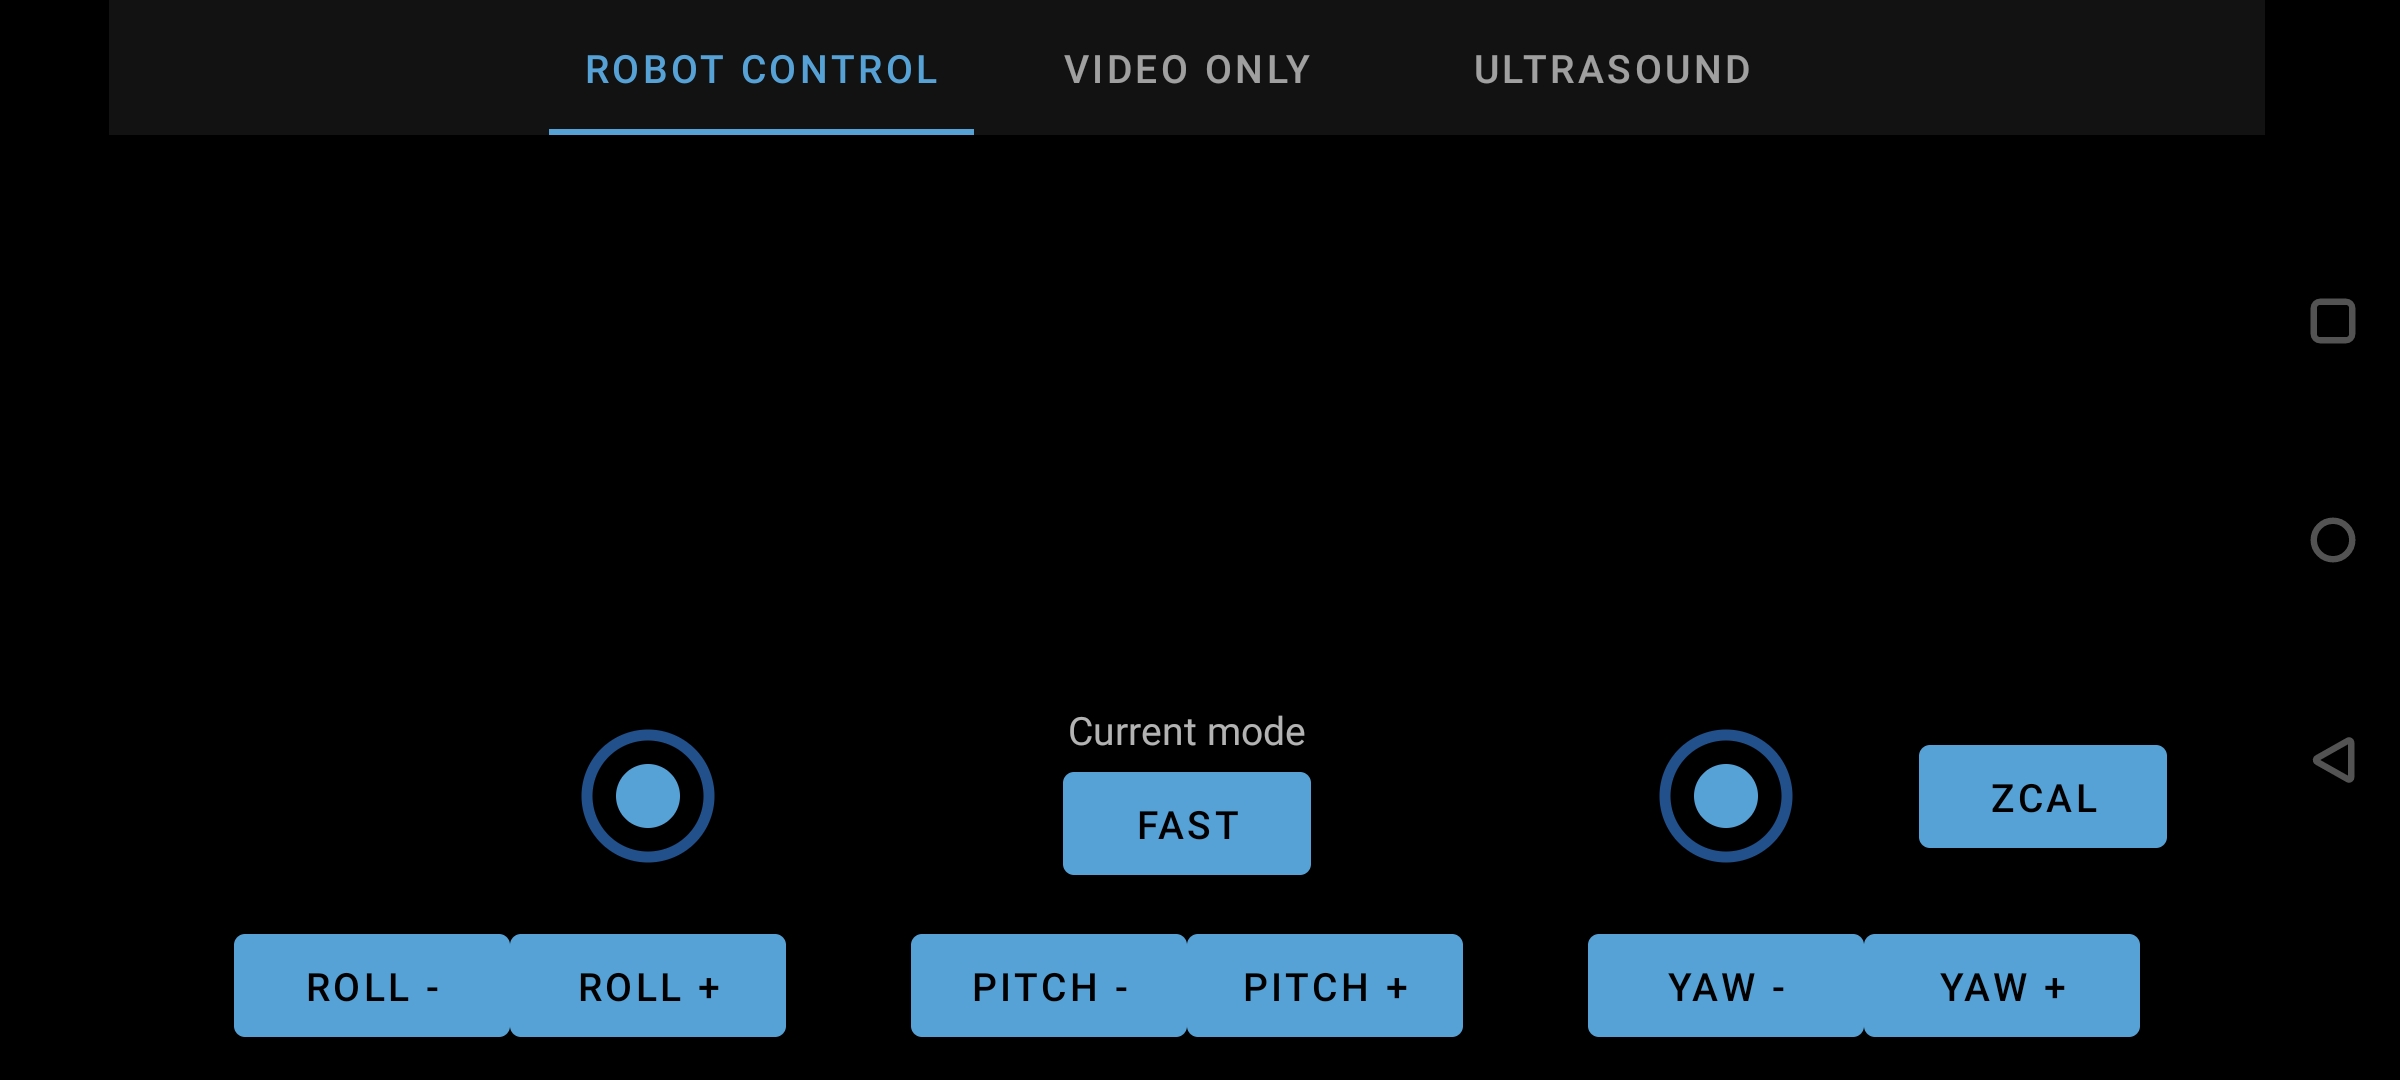 ROBOT CONTROL
VIDEO ONLY
ULTRASOUND
Current mode
FAST
ZCAL
ROLL -
ROLL +
PITCH -
PITCH +
YAW -
YAW +